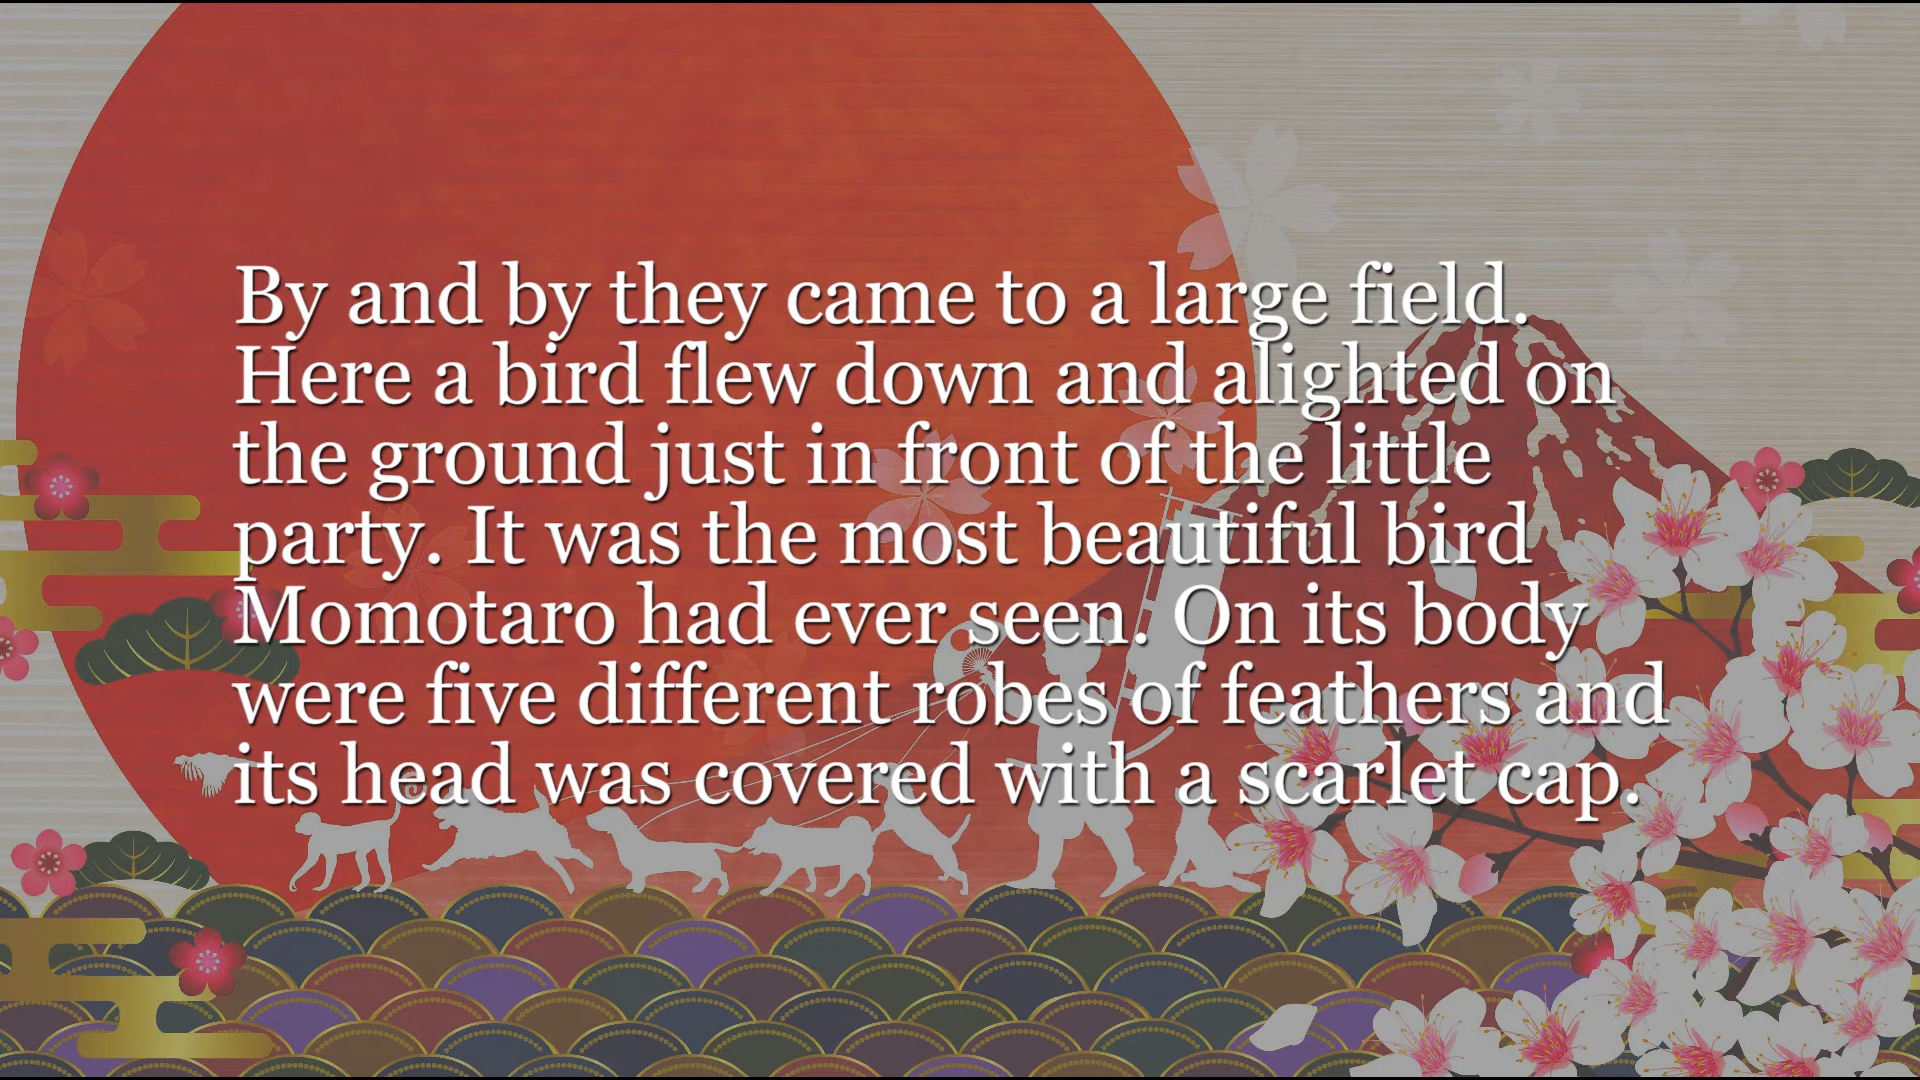 By and by they came to a large field.
Here a bird flew down and alighted on
the ground just in front of the little
party. It was the most beautiful bird
Momotaro had ever seen. On its body
were five different robes of feathers and
its head was covered with a scarlet cap.